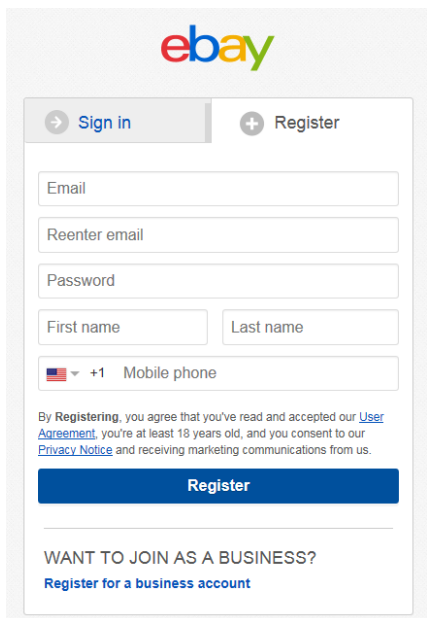 ebay
Sign in
Register
Email
Reenter email
Password
First name
Last name
+1 Mobile phone
By Registering, you agree that you've read and accepted our User
Agreement, you're at least 18 years old, and you consent to our
Privacy Notice and receiving marketing communications from us.
Register
WANT TO JOIN AS A BUSINESS?
Register for a business account